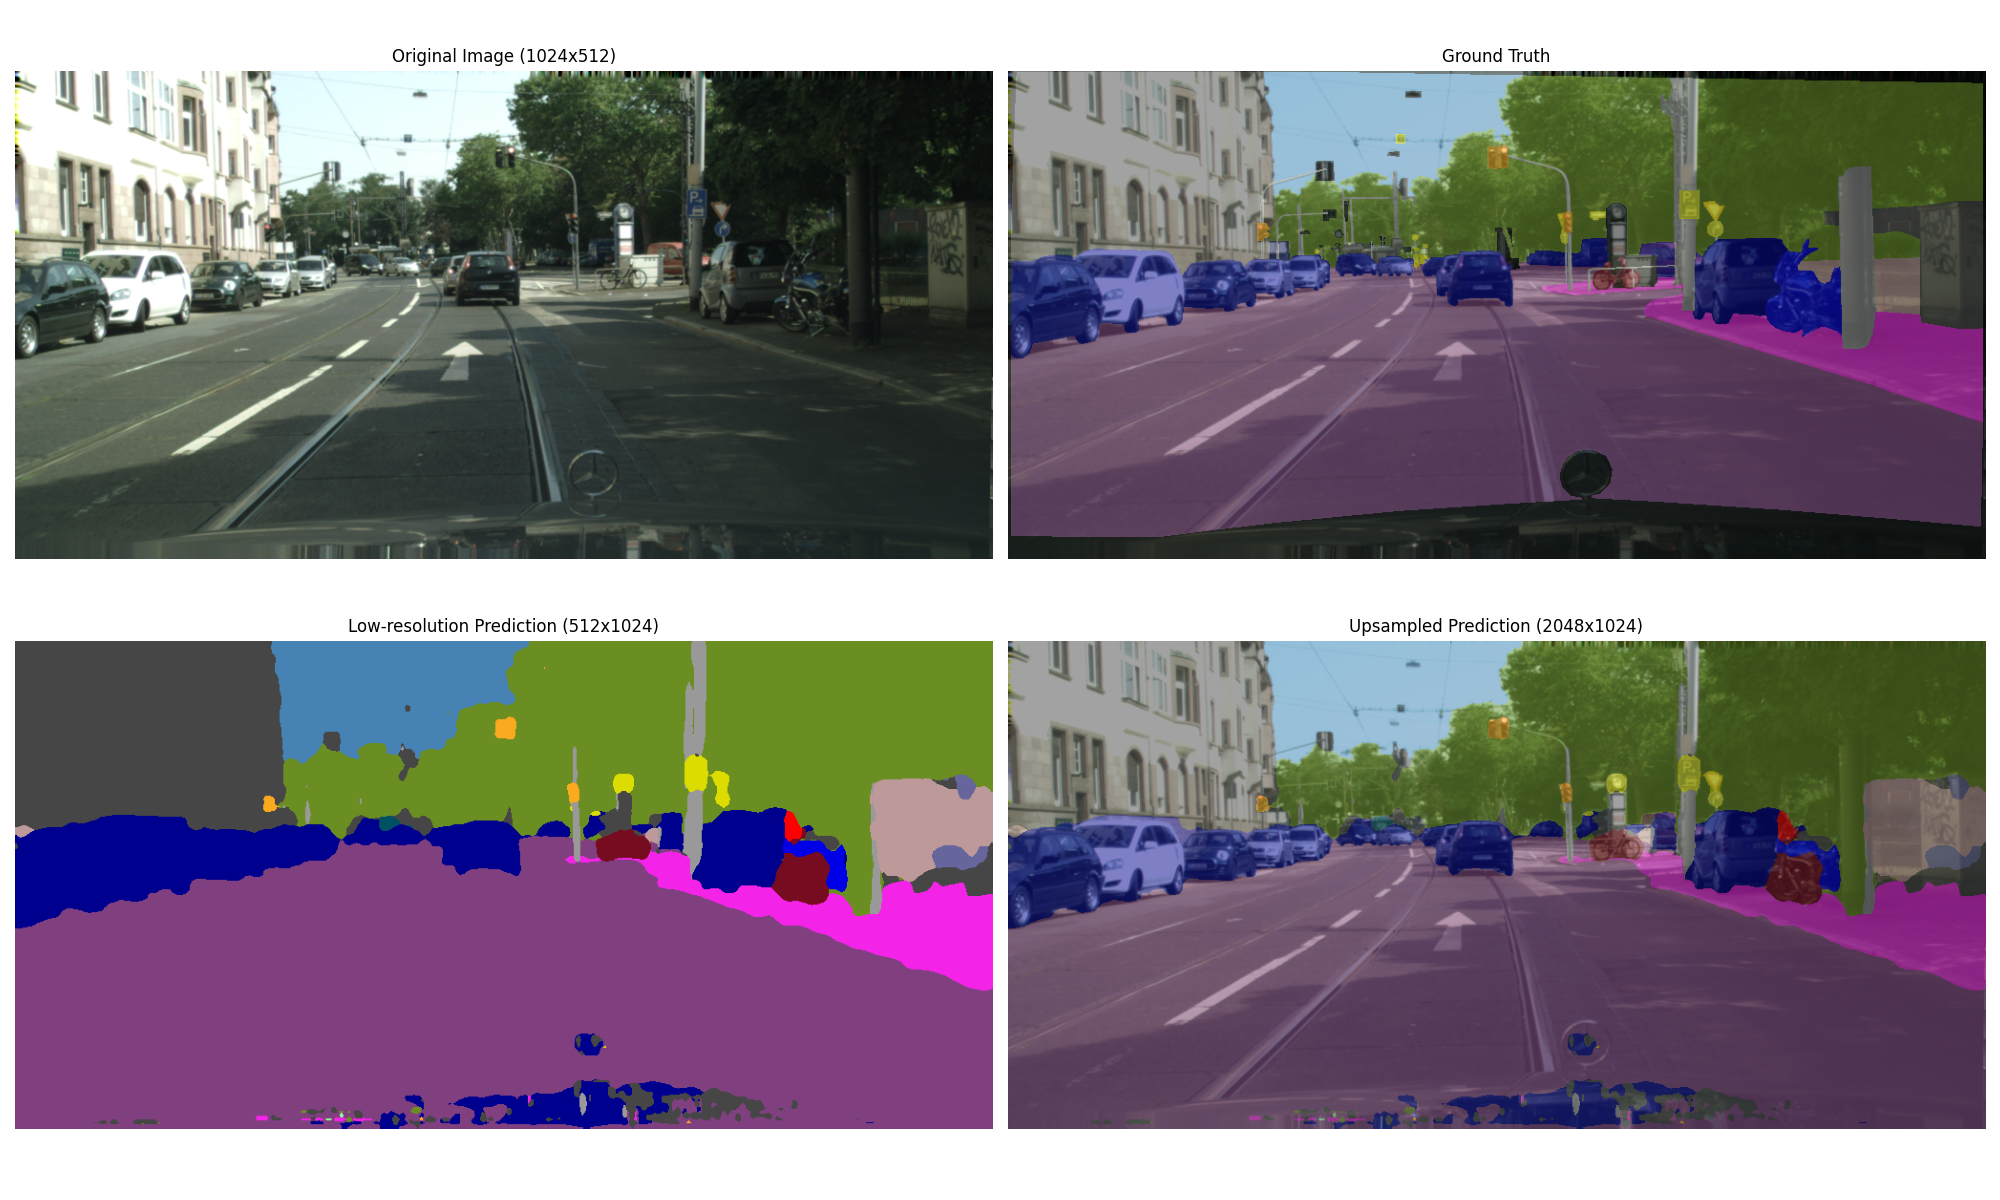 Original Image (1024x512)
Ground Truth
P
P
Low-resolution Prediction (512x1024)
Upsampled Prediction (2048x1024)
P